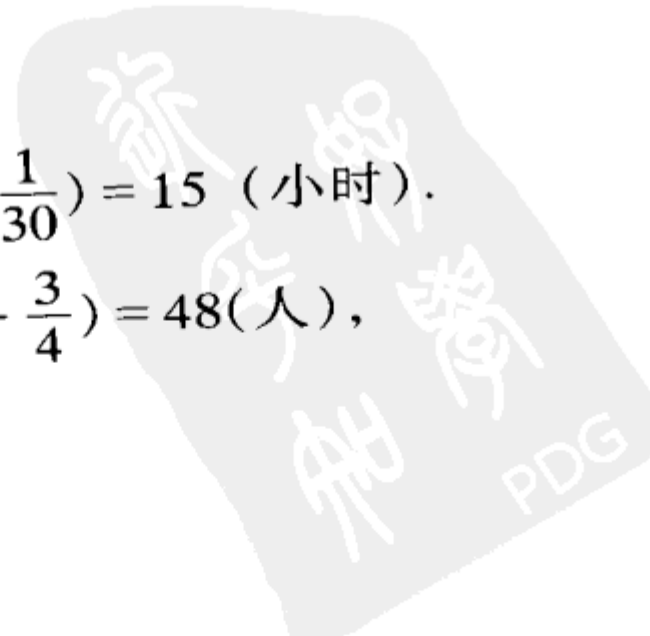 1/30) = 15 (小时).
- 3/4) = 48(人),
PDG